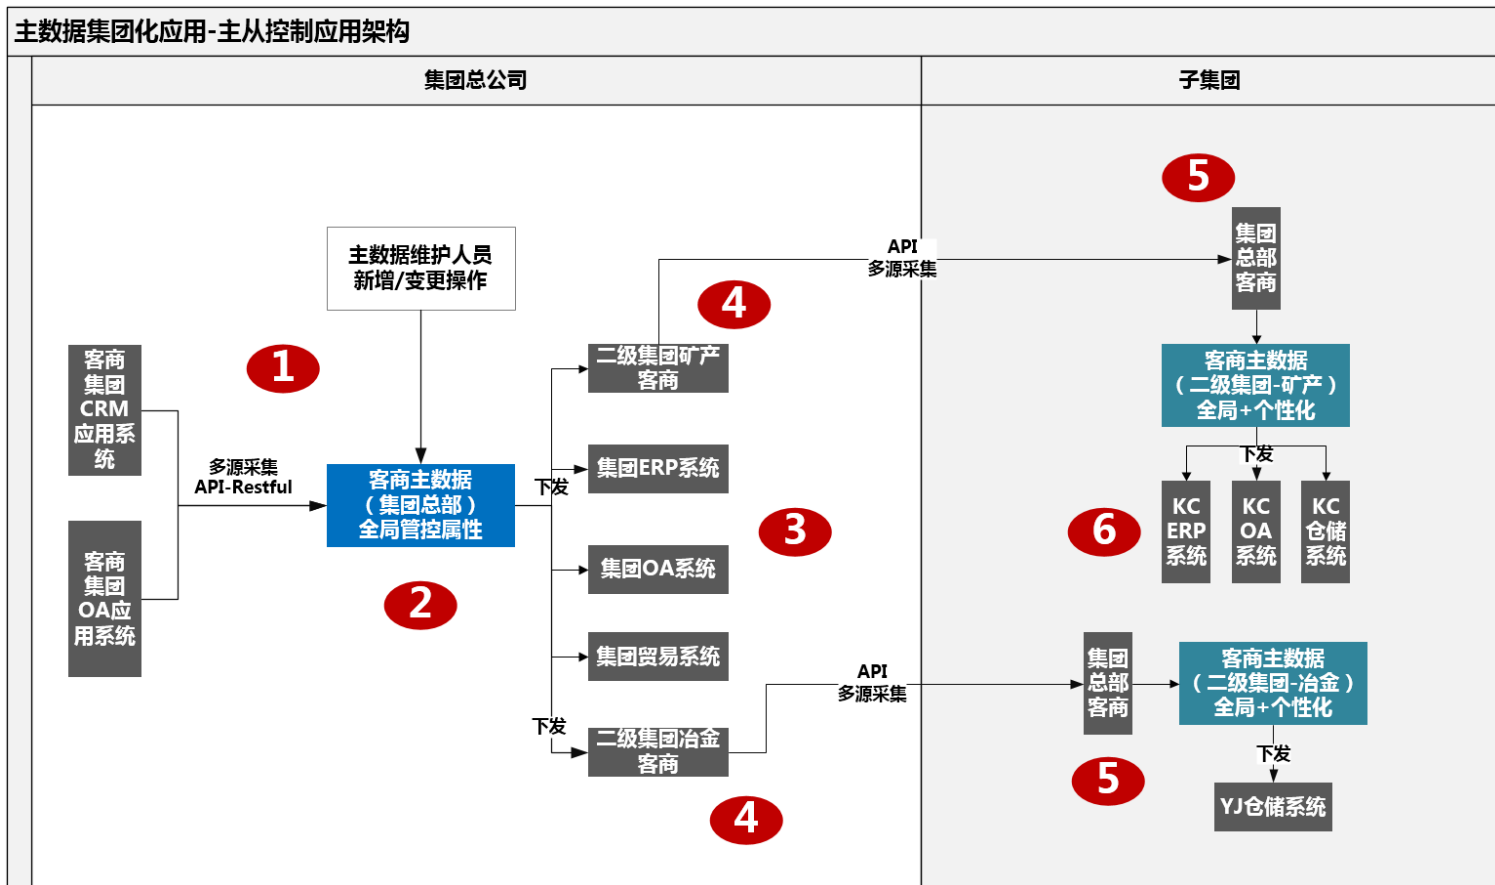 主数据集团化应用-主从控制应用架构
集团总公司
子集团
5
集团
总部
客商
API
多源采集
主数据维护人员
新增/变更操作
4
1
二级集团矿产
客商
客商
集团
CRM
应用系
统
客商主数据
（二级集团-矿产）
全局+个性化
下发
多源采集
API-Restful
客商主数据
（集团总部）
全局管控属性
下发
集团ERP系统
3
6
KC
ERP
系统
KC
OA
系统
KC
仓储
系统
客商
集团
OA应
用系统
2
集团OA系统
集团贸易系统
API
多源采集
集团
总部
客商
客商主数据
（二级集团-冶金）
全局+个性化
下发
二级集团冶金
客商
下发
5
4
YJ仓储系统